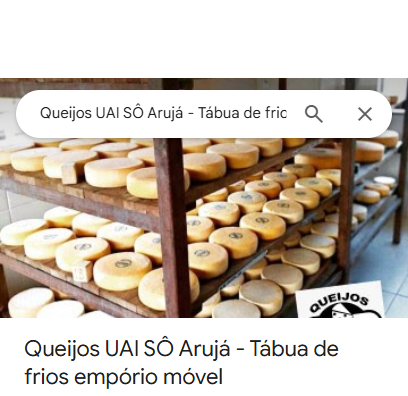 Queijos UAI SÔ Arujá - Tábua de fric
QUEIJOS
Queijos UAI SÔ Arujá - Tábua de
frios empório móvel